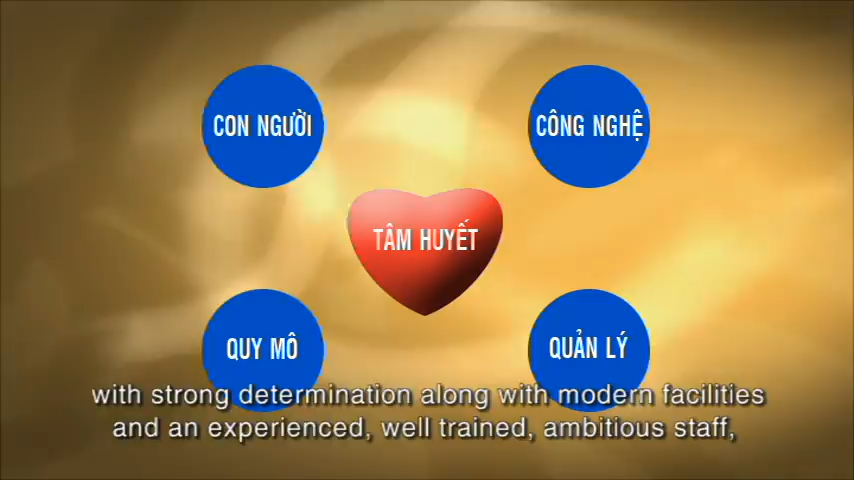 CON NGƯỜI
CÔNG NGHỆ
TÂM HUYẾT
QUY MÔ
QUẢN LÝ
with strong determination along with modern facilities
and an experienced, well trained, ambitious staff,